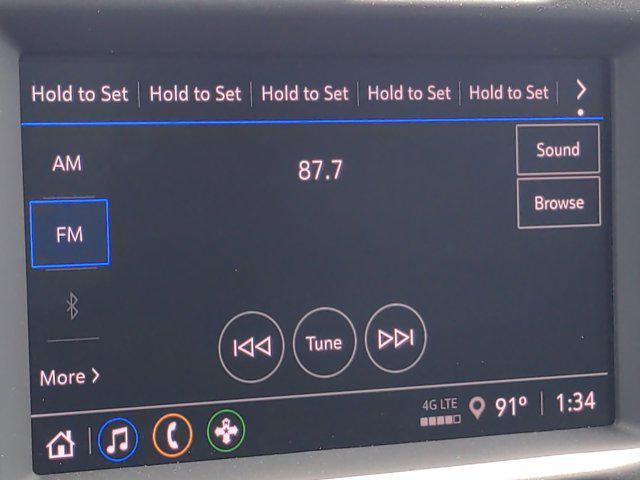 Hold to Set Hold to Set Hold to Set Hold to Set Hold to Set
AM
87.7
Sound
Browse
FM
Tune
More
4G LTE
91° 1:34